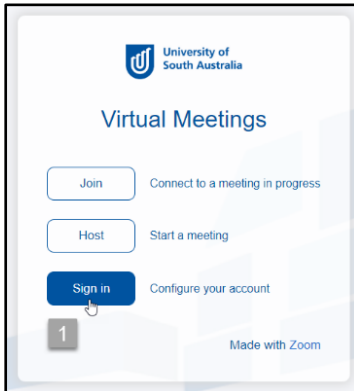 University of
South Australia
Virtual Meetings
Join Connect to a meeting in progress
Host Start a meeting
Sign in Configure your account
1
Made with Zoom